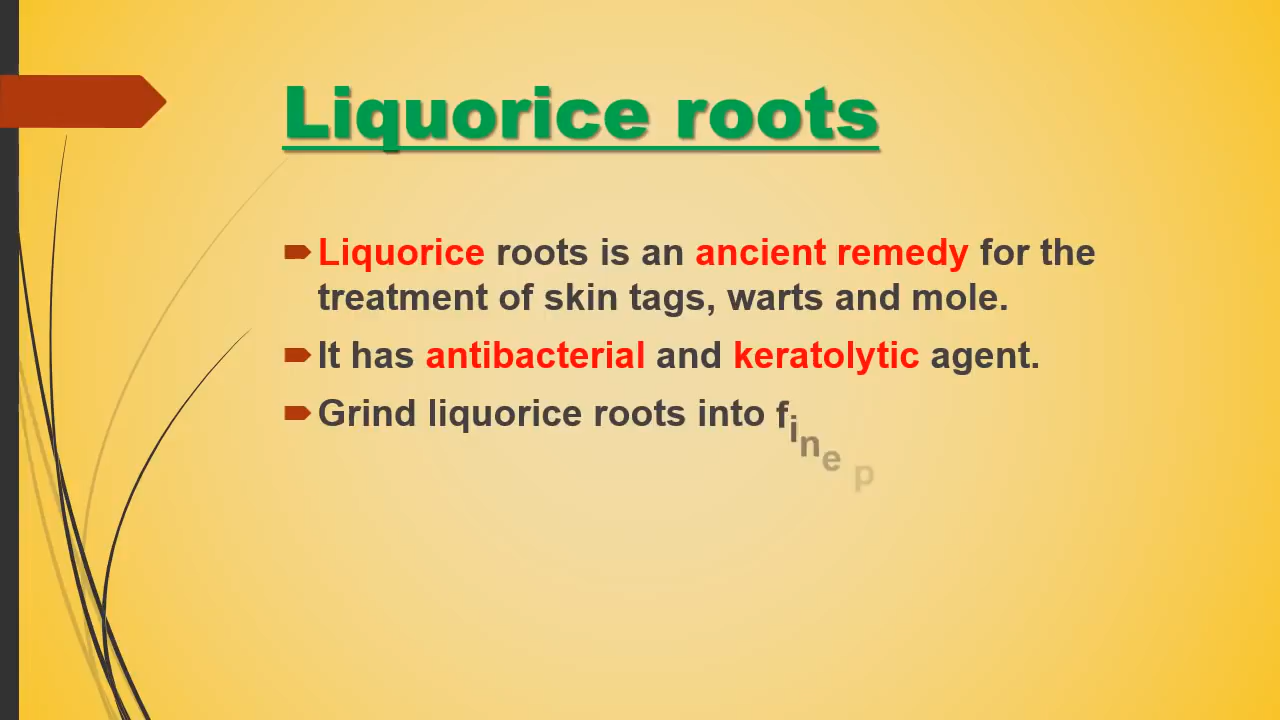 Liquorice roots
Liquorice roots is an ancient remedy for the
treatment of skin tags, warts and mole.
It has antibacterial and keratolytic agent.
Grind liquorice roots into fine p